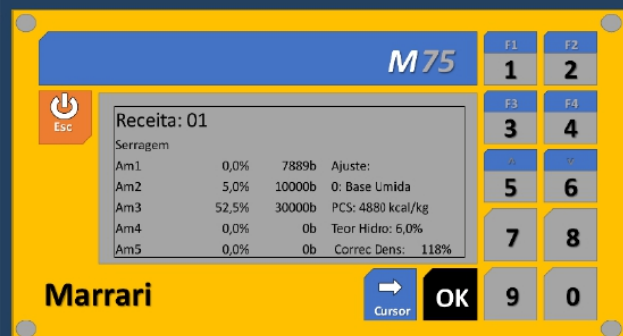 M75
Esc
Receita: 01
Serragem
Am1 0,0% 7889b Ajuste:
Am2 5,0% 10000b 0: Base Umida
Am3 52,5% 30000b PCS: 4880 kcal/kg
Am4 0,0% 0b Teor Hidro: 6,0%
Am5 0,0% 0b Correc Dens: 118%
F1 F2
1 2
F3 F4
3 4
5 6
7 8
9 0
Marrari
Cursor
OK